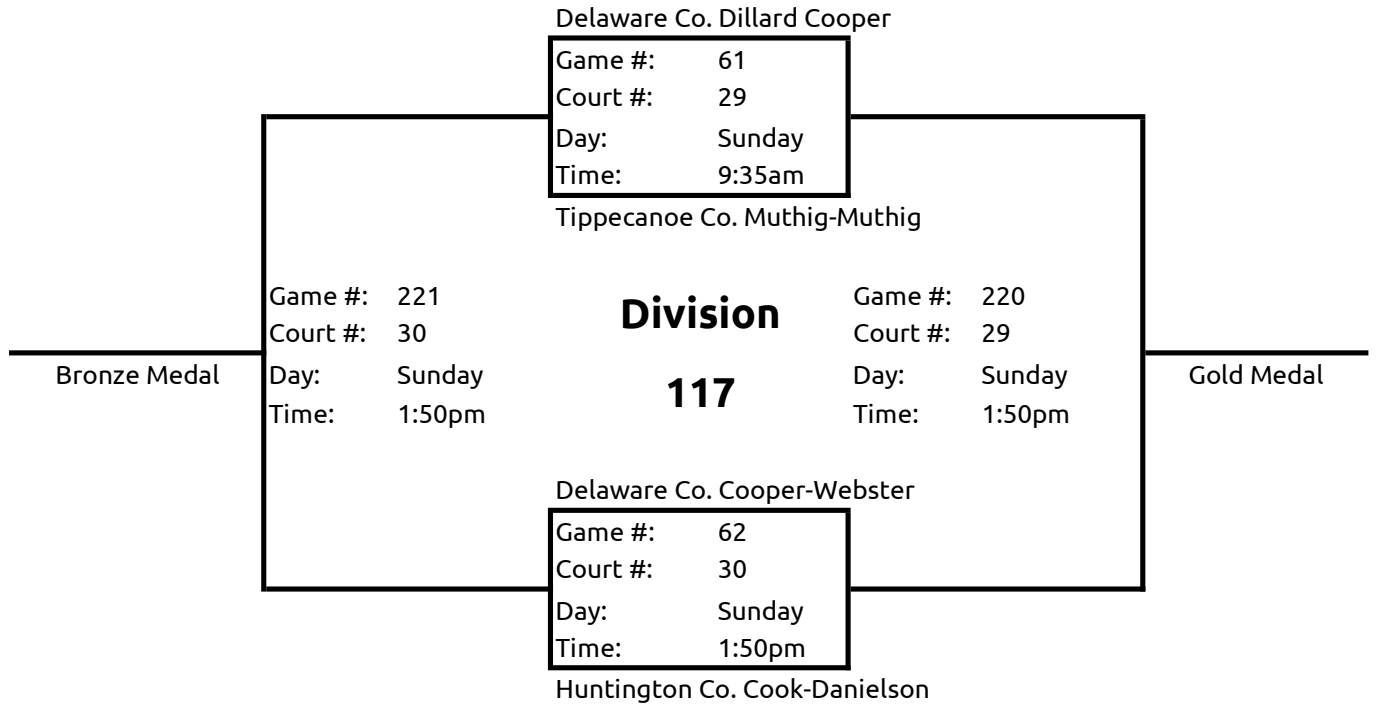 Delaware Co. Dillard Cooper
Game #: 61
Court #: 29
Day: Sunday
Time: 9:35am
Tippecanoe Co. Muthig-Muthig
Game #: 221
Court #: 30
Day: Sunday
Time: 1:50pm
Bronze Medal
Division
117
Game #: 220
Court #: 29
Day: Sunday
Time: 1:50pm
Gold Medal
Delaware Co. Cooper-Webster
Game #: 62
Court #: 30
Day: Sunday
Time: 1:50pm
Huntington Co. Cook-Danielson